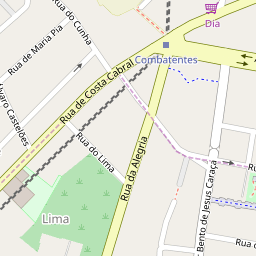 Rua do Cunha
Dia
Rua de Maria Pia
Combatentes
Rua de Costa Cabral
Álvaro Castelões
Rua do Lima
Rua da Alegria
Bento de Jesus Caraça
Lima
Rua d